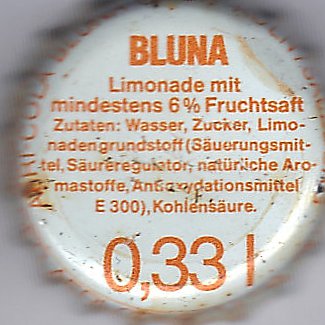 BLUNA
Limonade mit
mindestens 6% Fruchtsaft
Zutaten: Wasser, Zucker, Limo-
nadengrundstoff (Säuerungsmit-
tel, Säureregulator, natürliche Aro-
mastoffe, Antioxydationsmittel
E 300), Kohlensäure.
0,33 l